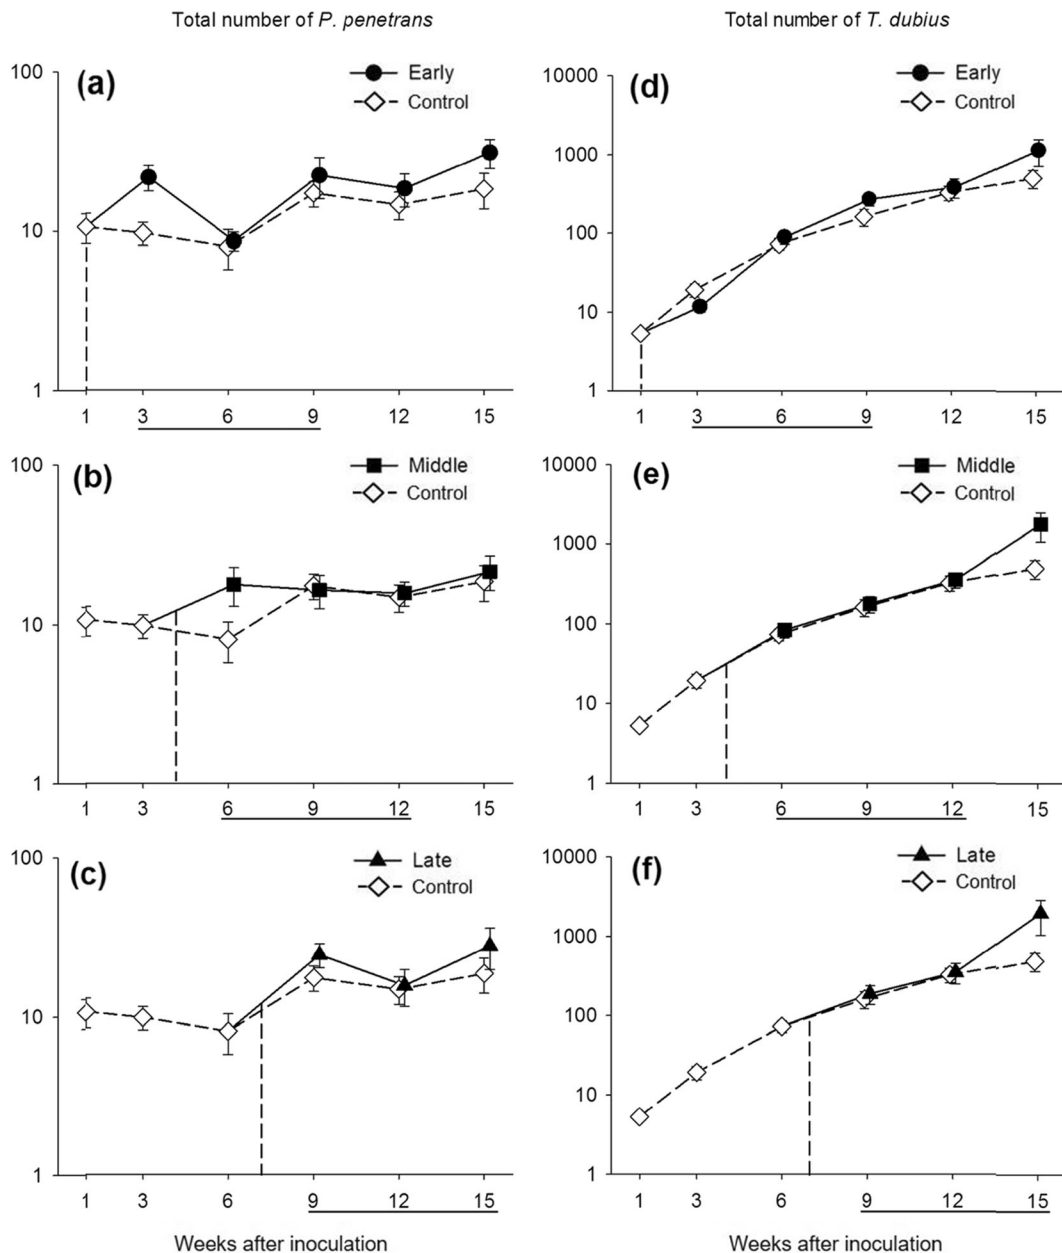 Total number of P. penetrans
Total number of T. dubius
(a)
Early
Control
100
10
1
1 3 6 9 12 15
(d)
Early
Control
10000
1000
100
10
1
1 3 6 9 12 15
(b)
Middle
Control
100
10
1
1 3 6 9 12 15
(e)
Middle
Control
10000
1000
100
10
1
1 3 6 9 12 15
(c)
Late
Control
100
10
1
1 3 6 9 12 15
Weeks after inoculation
(f)
Late
Control
10000
1000
100
10
1
1 3 6 9 12 15
Weeks after inoculation